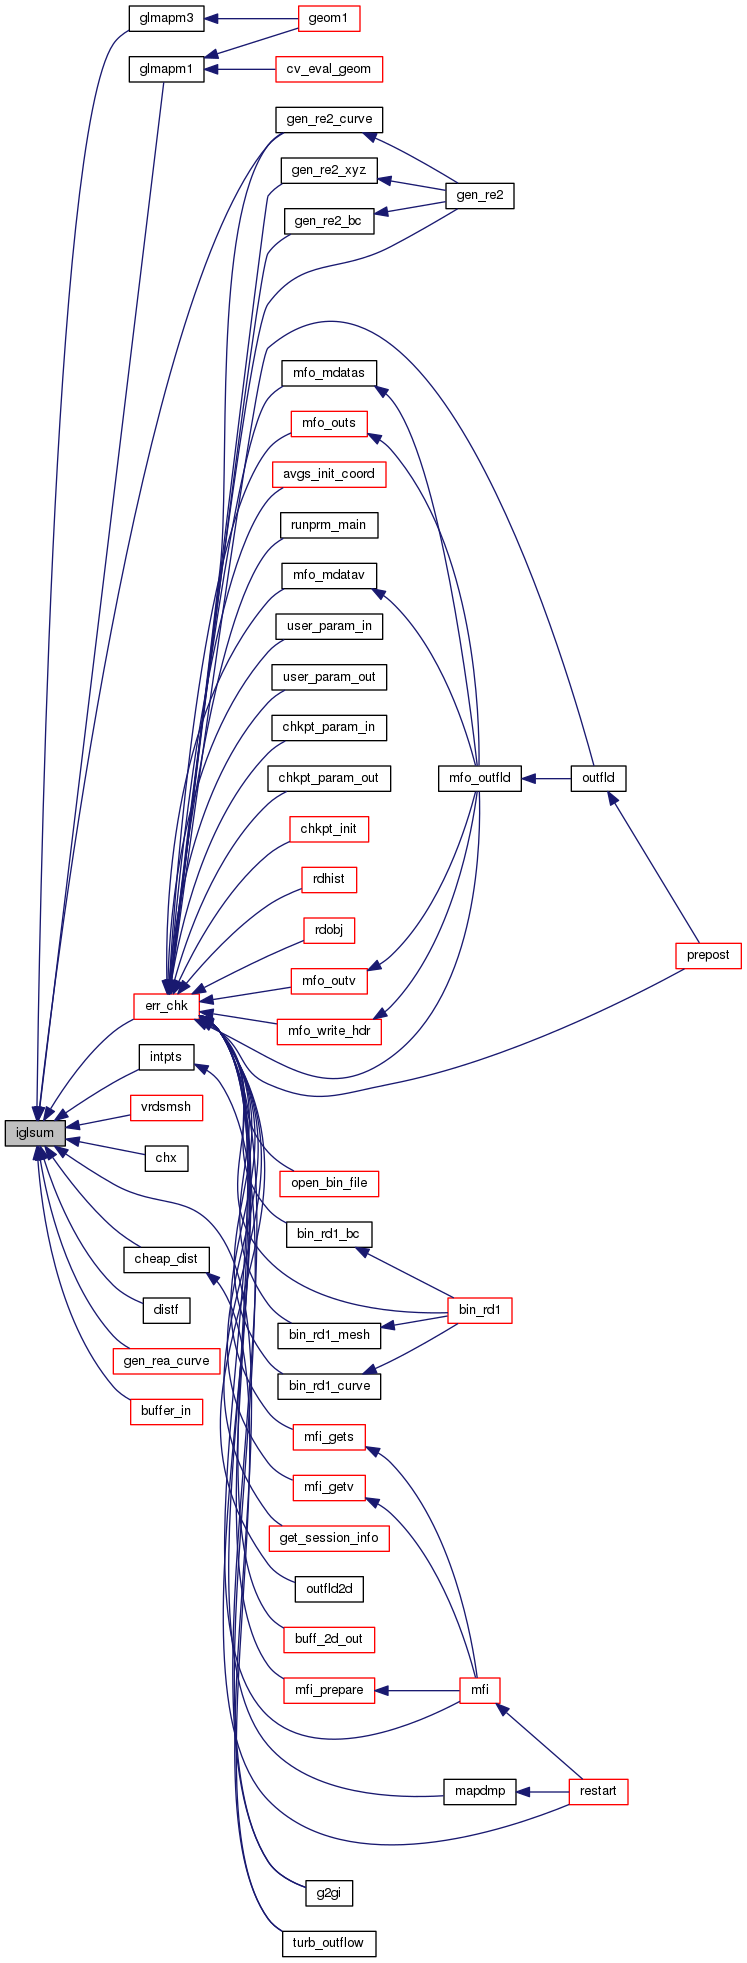 glmapm3
geom1
glmapm1
cv_eval_geom
gen_re2_curve
gen_re2_xyz
gen_re2
gen_re2_bc
mfo_mdatas
mfo_outs
avgs_init_coord
runprm_main
mfo_mdatav
user_param_in
user_param_out
chkpt_param_in
chkpt_param_out
mfo_outfld
outfld
chkpt_init
rdhist
rdobj
prepost
mfo_outv
err_chk
mfo_write_hdr
intpts
vrdsmsh
iglsum
chx
open_bin_file
bin_rd1_bc
cheap_dist
distf
bin_rd1
bin_rd1_mesh
gen_rea_curve
bin_rd1_curve
buffer_in
mfi_gets
mfi_getv
get_session_info
outfld2d
buff_2d_out
mfi_prepare
mfi
mapdmp
restart
g2gi
turb_outflow